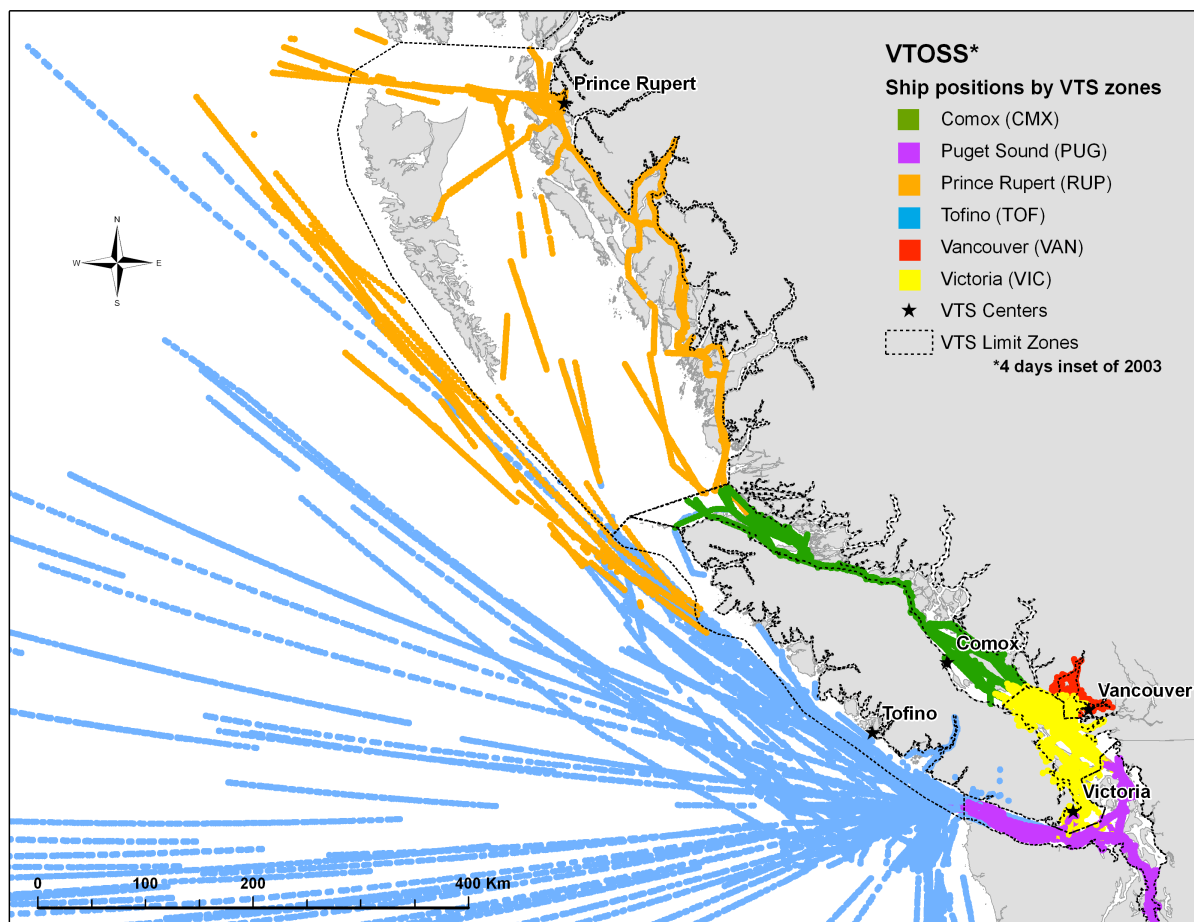 VTOSS*
Ship positions by VTS zones
Comox (CMX)
Puget Sound (PUG)
Prince Rupert (RUP)
Tofino (TOF)
Vancouver (VAN)
Victoria (VIC)
VTS Centers
VTS Limit Zones
*4 days inset of 2003
Prince Rupert
N
W E
S
Comox
Vancouver
Tofino
Victoria
0 100 200 400 Km